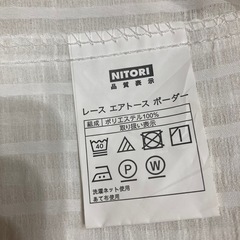 NITORI
品質表示
レース エアトース ボーダー
組成 ポリエステル100%
取り扱い表示
40
P W
洗濯ネット使用
あて布使用